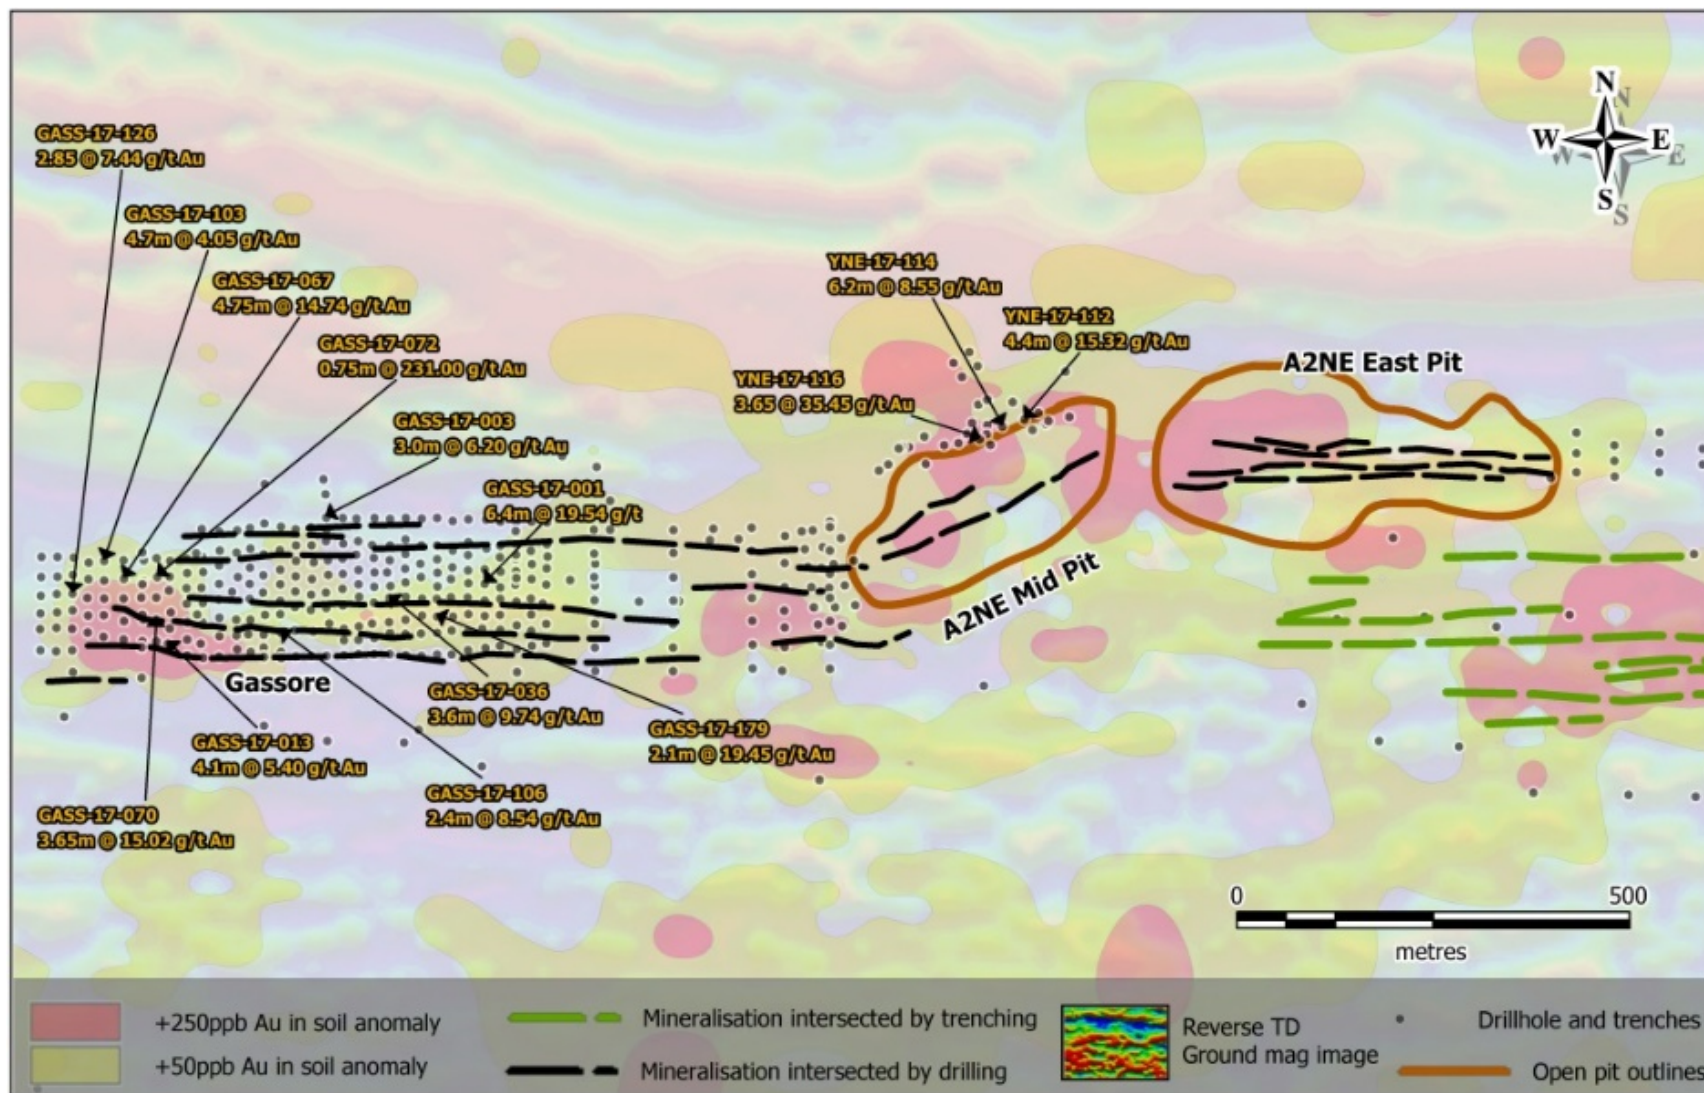 N
W E
S
GASS-17-126
2.85 @ 7.44 g/t Au
GASS-17-103
4.7m @ 4.05 g/t Au
GASS-17-067
4.75m @ 14.74 g/t Au
GASS-17-072
0.75m @ 231.00 g/t Au
GASS-17-003
3.0m @ 6.20 g/t Au
GASS-17-001
6.4m @ 19.54 g/t
YNE-17-114
6.2m @ 8.55 g/t Au
YNE-17-112
4.4m @ 15.32 g/t Au
YNE-17-116
3.65 @ 35.45 g/t Au
A2NE East Pit
A2NE Mid Pit
Gassore
GASS-17-036
3.6m @ 9.74 g/t Au
GASS-17-179
2.1m @ 19.45 g/t Au
GASS-17-013
4.1m @ 5.40 g/t Au
GASS-17-106
2.4m @ 8.54 g/t Au
GASS-17-070
3.65m @ 15.02 g/t Au
0 500
metres
+250ppb Au in soil anomaly
+50ppb Au in soil anomaly
Mineralisation intersected by trenching
Mineralisation intersected by drilling
Reverse TD
Ground mag image
Drillhole and trenches
Open pit outlines